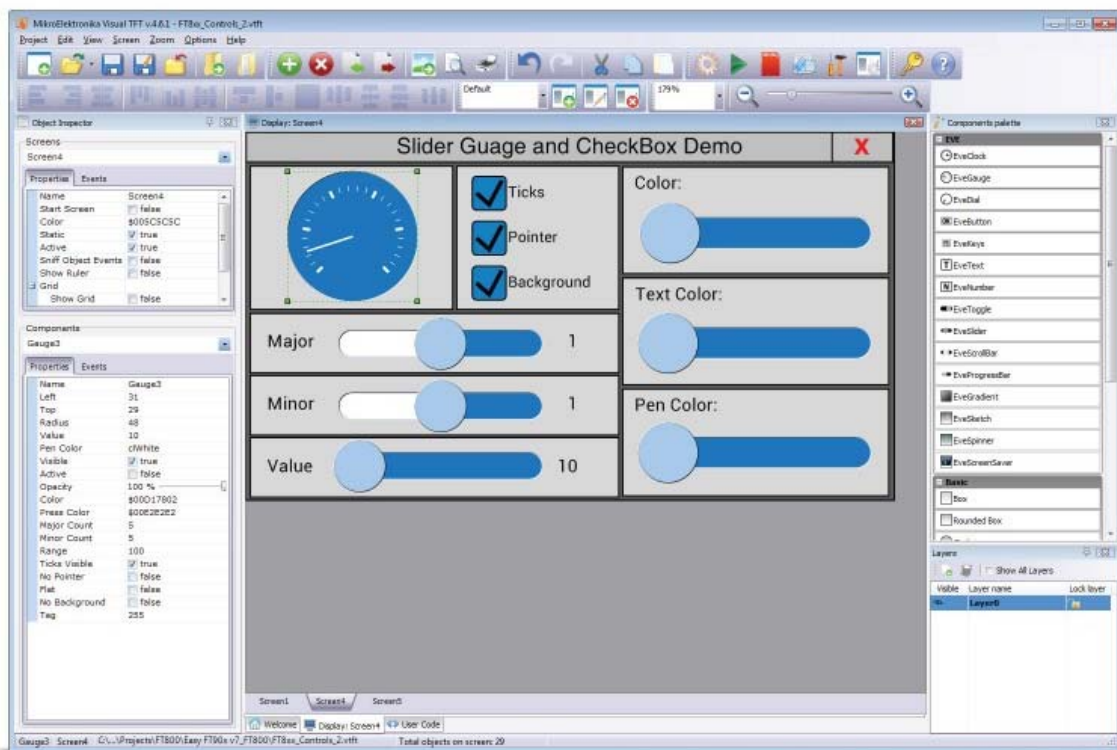 MikroElektronika Visual TFT v.4.6.1 - FT8xx_Controls_2.vtft
Project Edit View Screen Zoom Options Help
Default
179%
Object Inspector
Screens
Screen4
Properties Events
Name Screen4
Start Screen false
Color $005C5C5C
Static true
Active true
Sniff Object Events false
Show Ruler false
Grid
Show Grid false
Components
Gauge3
Properties Events
Name Gauge3
Left 31
Top 29
Radius 48
Value 10
Pen Color clWhite
Visible true
Active false
Opacity 100 %
Color $00D17802
Press Color $00E2E2E2
Major Count 5
Minor Count 5
Range 100
Ticks Visible true
No Pointer false
Flat false
No Background false
Tag 255
Display: Screen4
Slider Guage and CheckBox Demo X
Ticks
Pointer
Background
Major 1
Minor 1
Value 10
Color:
Text Color:
Pen Color:
Screen1 Screen4 Screen5
Welcome Display: Screen4 User Code
Components palette
EVE
EveClock
EveGauge
EveDial
EveButton
EveKeys
EveText
EveNumber
EveToggle
EveSlider
EveScrollBar
EveProgressBar
EveGradient
EveSketch
EveSpinner
EveScreenSaver
Basic
Box
Rounded Box
Layers
Show All Layers
Visible Layer name Lock layer
Layer0
Gauge3 Screen4 C:\...\Projects\FT800\Easy FT90x v7_FT800\FT8xx_Controls_2.vtft Total objects on screen: 29